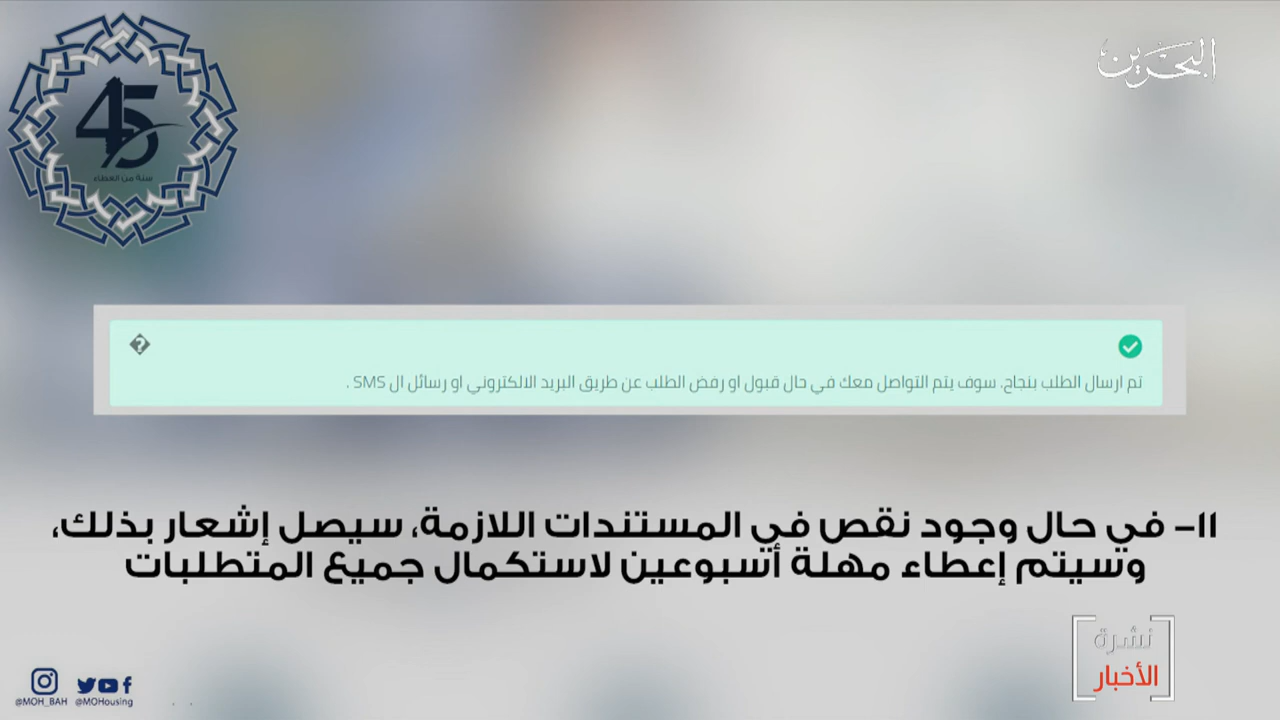 البحرين
45
سنة من العطاء
تم ارسال الطلب بنجاح. سوف يتم التواصل معك في حال قبول او رفض الطلب عن طريق البريد الالكتروني او رسائل ال SMS .
11- في حال وجود نقص في المستندات اللازمة، سيصل إشعار بذلك،
وسيتم إعطاء مهلة أسبوعين لاستكمال جميع المتطلبات
نشرة
الأخبار
@MOH_BAH @MOHousing